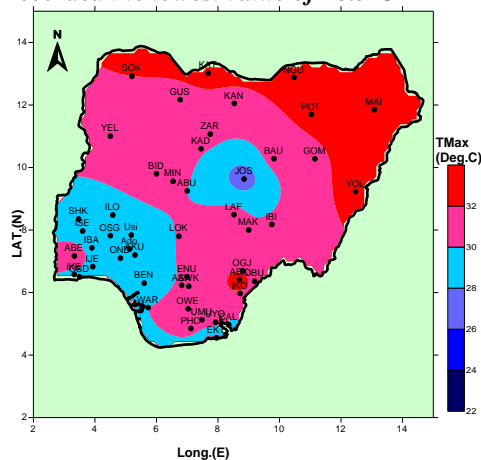 N
SOK
KAT
NGU
GUS
KAN
POT
MAI
YEL
ZAR
KAD
BAU
GOM
BID
MIN
ABU
JOS
YOL
SHK
ILO
LAF
IBI
ISE
OSG
Usi
LOK
MAK
IBA
Ado
ABE
OND
AKU
IJE
IKE
BEN
ENU
AWK
OGJ
OBU
IKO
WAR
OWE
UMU
UYO
CAL
PHC
EKT
14
12
10
8
6
4
2
LAT.(N)
2 4 6 8 10 12 14
Long.(E)
TMax
(Deg.C)
32
30
28
26
24
22